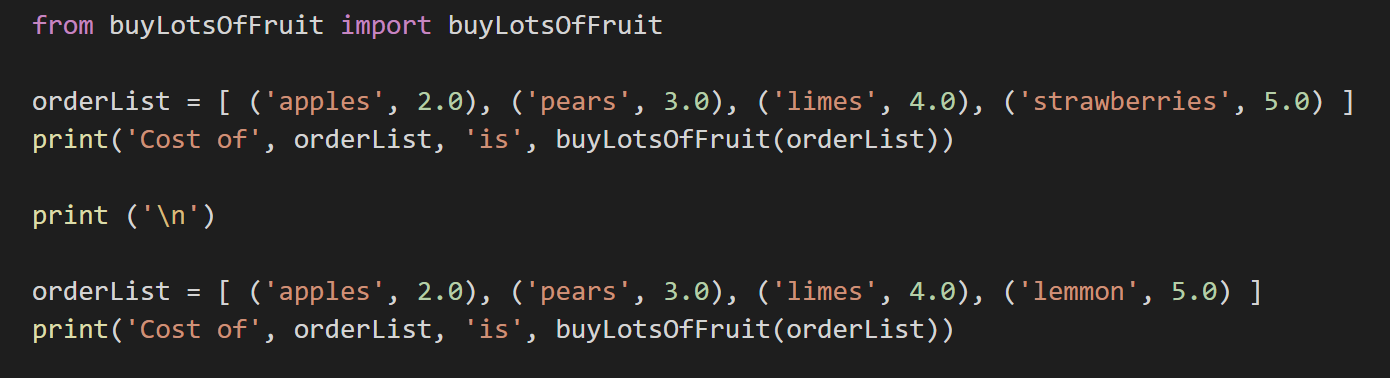 from buyLotsOfFruit import buyLotsOfFruit
orderList = [ ('apples', 2.0), ('pears', 3.0), ('limes', 4.0), ('strawberries', 5.0) ]
print('Cost of', orderList, 'is', buyLotsOfFruit(orderList))
print ('\n')
orderList = [ ('apples', 2.0), ('pears', 3.0), ('limes', 4.0), ('lemmon', 5.0) ]
print('Cost of', orderList, 'is', buyLotsOfFruit(orderList))